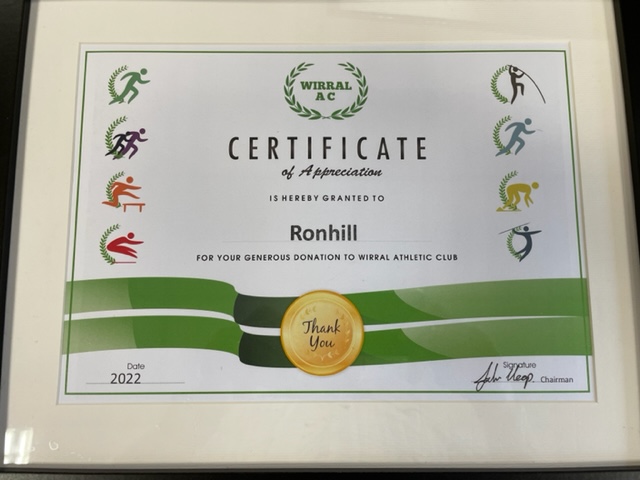 WIRRAL
A C
CERTIFICATE
of Appreciation
IS HEREBY GRANTED TO
Ronhill
FOR YOUR GENEROUS DONATION TO WIRRAL ATHLETIC CLUB
Thank
You
Date
2022
Signature
Chairman